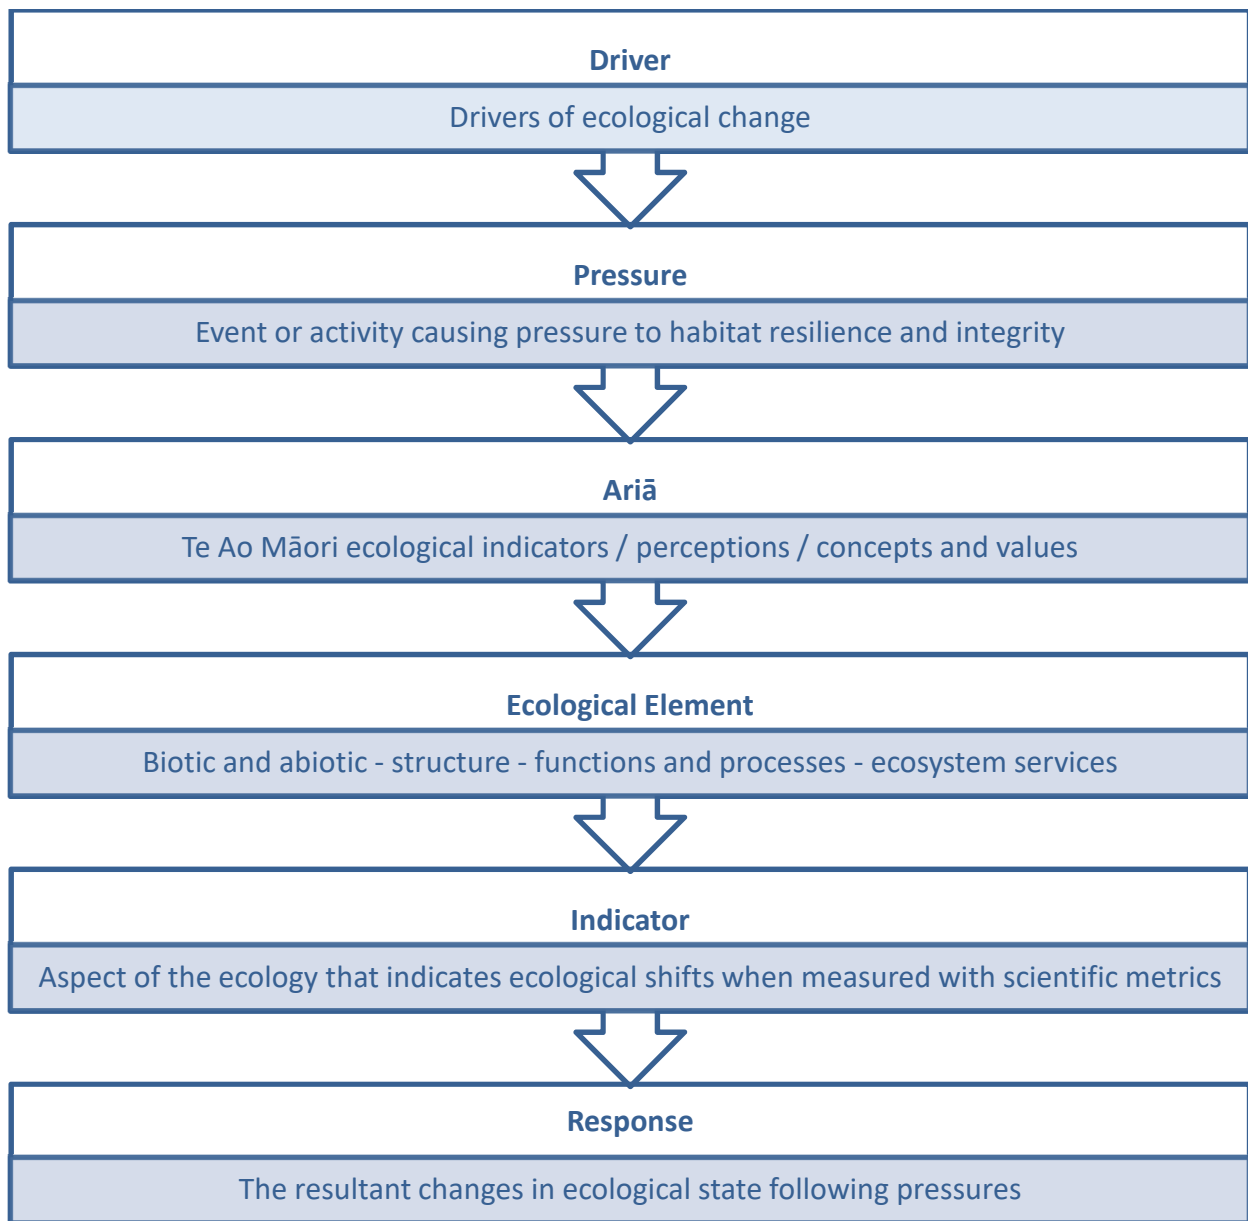 Driver
Drivers of ecological change
Pressure
Event or activity causing pressure to habitat resilience and integrity
Ariā
Te Ao Māori ecological indicators / perceptions / concepts and values
Ecological Element
Biotic and abiotic - structure - functions and processes - ecosystem services
Indicator
Aspect of the ecology that indicates ecological shifts when measured with scientific metrics
Response
The resultant changes in ecological state following pressures